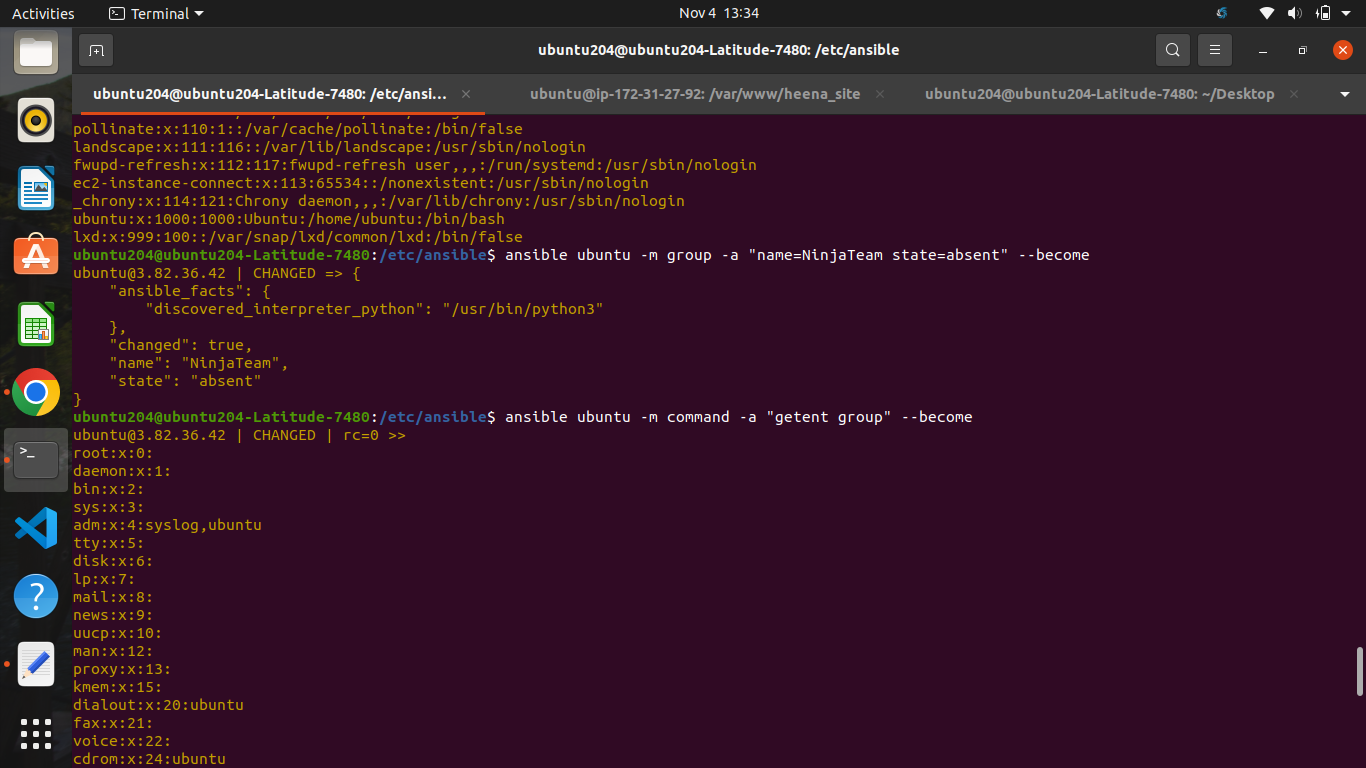 Activities
Terminal
Nov 4 13:34
ubuntu204@ubuntu204-Latitude-7480: /etc/ansible
ubuntu204@ubuntu204-Latitude-7480: /etc/ansi...
ubuntu@ip-172-31-27-92: /var/www/heena_site
ubuntu204@ubuntu204-Latitude-7480: ~/Desktop
pollinate:x:110:1::/var/cache/pollinate:/bin/false
landscape:x:111:116::/var/lib/landscape:/usr/sbin/nologin
fwupd-refresh:x:112:117:fwupd-refresh user,,,:/run/systemd:/usr/sbin/nologin
ec2-instance-connect:x:113:65534::/nonexistent:/usr/sbin/nologin
_chrony:x:114:121:Chrony daemon,,,:/var/lib/chrony:/usr/sbin/nologin
ubuntu:x:1000:1000:Ubuntu:/home/ubuntu:/bin/bash
lxd:x:999:100::/var/snap/lxd/common/lxd:/bin/false
ubuntu204@ubuntu204-Latitude-7480:/etc/ansible$ ansible ubuntu -m group -a "name=NinjaTeam state=absent" --become
ubuntu@3.82.36.42 | CHANGED => {
    "ansible_facts": {
        "discovered_interpreter_python": "/usr/bin/python3"
    },
    "changed": true,
    "name": "NinjaTeam",
    "state": "absent"
}
ubuntu204@ubuntu204-Latitude-7480:/etc/ansible$ ansible ubuntu -m command -a "getent group" --become
ubuntu@3.82.36.42 | CHANGED | rc=0 >>
root:x:0:
daemon:x:1:
bin:x:2:
sys:x:3:
adm:x:4:syslog,ubuntu
tty:x:5:
disk:x:6:
lp:x:7:
mail:x:8:
news:x:9:
uucp:x:10:
man:x:12:
proxy:x:13:
kmem:x:15:
dialout:x:20:ubuntu
fax:x:21:
voice:x:22:
cdrom:x:24:ubuntu